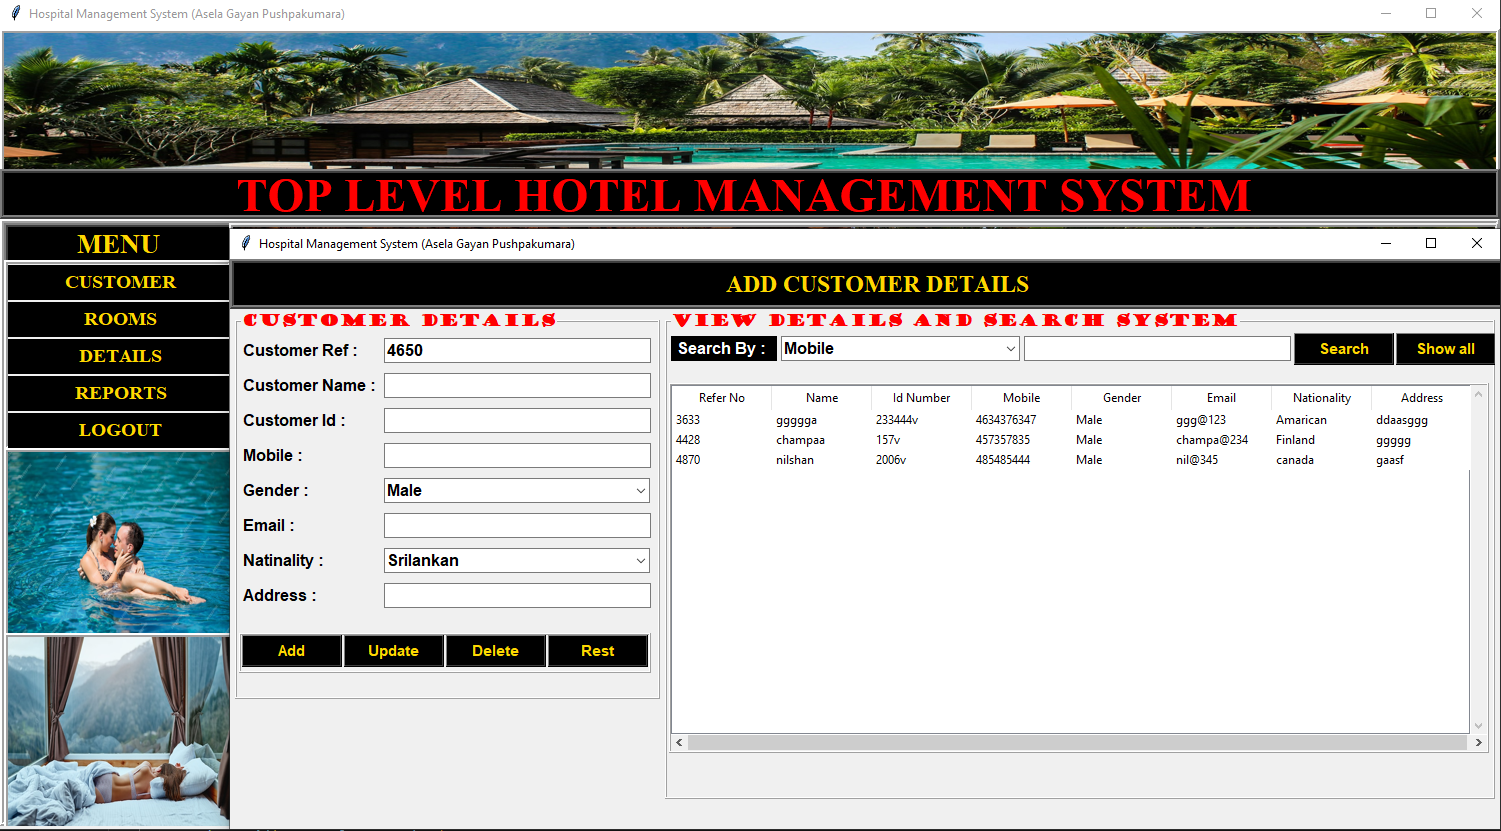 Hospital Management System (Asela Gayan Pushpakumara)
TOP LEVEL HOTEL MANAGEMENT SYSTEM
MENU
CUSTOMER
ROOMS
DETAILS
REPORTS
LOGOUT
Hospital Management System (Asela Gayan Pushpakumara)
ADD CUSTOMER DETAILS
CUSTOMER DETAILS
Customer Ref : 4650
Customer Name :
Customer Id :
Mobile :
Gender : Male
Email :
Natinality : Srilankan
Address :
Add Update Delete Rest
VIEW DETAILS AND SEARCH SYSTEM
Search By : Mobile Search Show all
Refer No Name Id Number Mobile Gender Email Nationality Address
3633 gggggа 233444v 4634376347 Male ggg@123 Amarican ddaasggg
4428 champaa 157v 457357835 Male champa@234 Finland ggggg
4870 nilshan 2006v 485485444 Male nil@345 canada gaasf